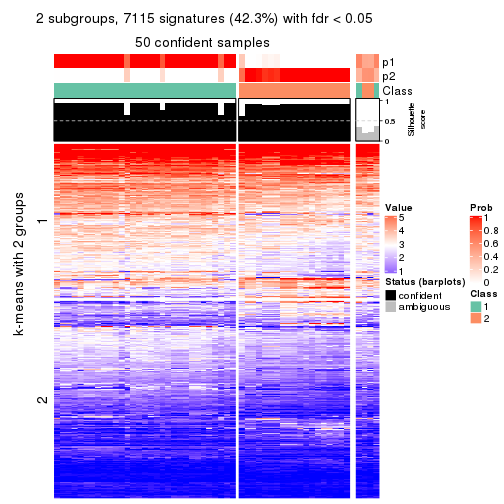 2 subgroups, 7115 signatures (42.3%) with fdr < 0.05
50 confident samples
p1
p2
Class
1
0.5
0
Silhouette
score
k-means with 2 groups
1
2
Value
5
4
3
2
1
Status (barplots)
confident
ambiguous
Prob
1
0.8
0.6
0.4
0.2
0
Class
1
2